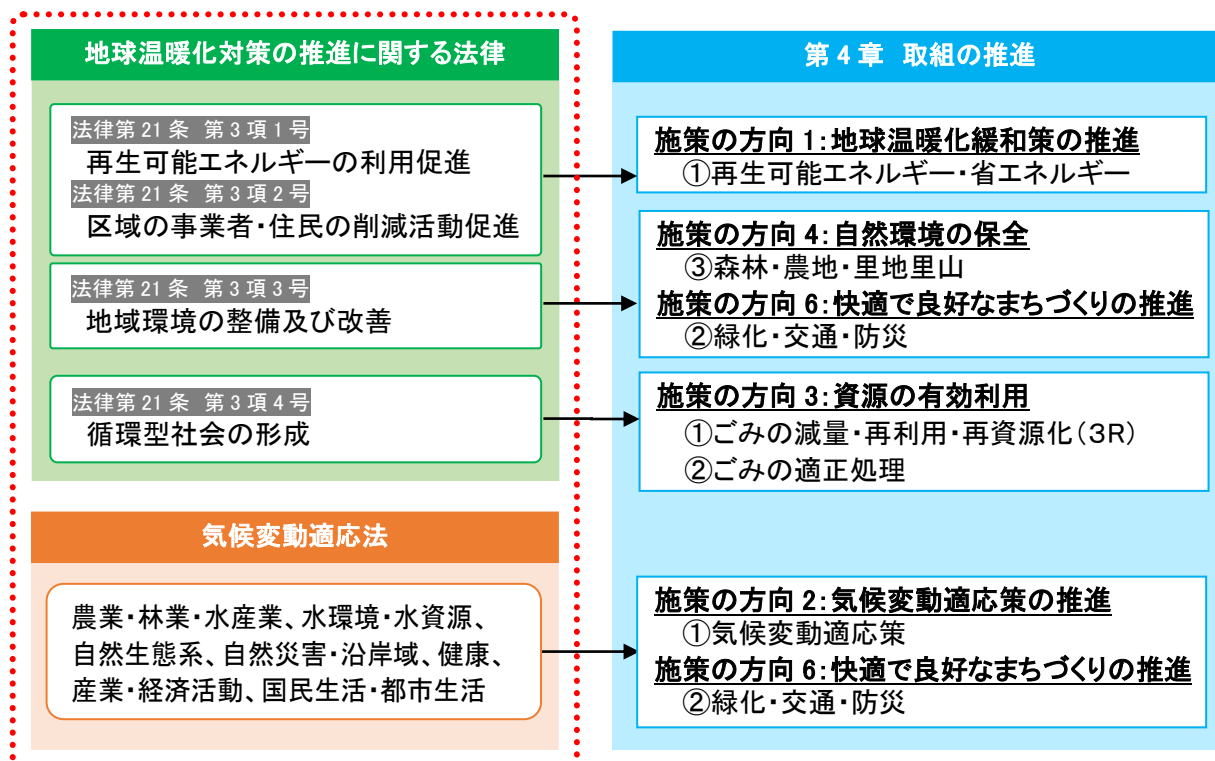 地球温暖化対策の推進に関する法律
法律第21条 第3項1号
再生可能エネルギーの利用促進
法律第21条 第3項2号
区域の事業者・住民の削減活動促進
法律第21条 第3項3号
地域環境の整備及び改善
法律第21条 第3項4号
循環型社会の形成
気候変動適応法
農業・林業・水産業、水環境・水資源、
自然生態系、自然災害・沿岸域、健康、
産業・経済活動、国民生活・都市生活
第4章 取組の推進
施策の方向1：地球温暖化緩和策の推進
①再生可能エネルギー・省エネルギー
施策の方向4：自然環境の保全
③森林・農地・里地里山
施策の方向6：快適で良好なまちづくりの推進
②緑化・交通・防災
施策の方向3：資源の有効利用
①ごみの減量・再利用・再資源化（３Ｒ）
②ごみの適正処理
施策の方向2：気候変動適応策の推進
①気候変動適応策
施策の方向6：快適で良好なまちづくりの推進
②緑化・交通・防災